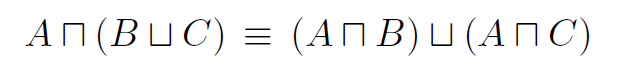 A ⊓ (B ⊔ C) ≡ (A ⊓ B) ⊔ (A ⊓ C)